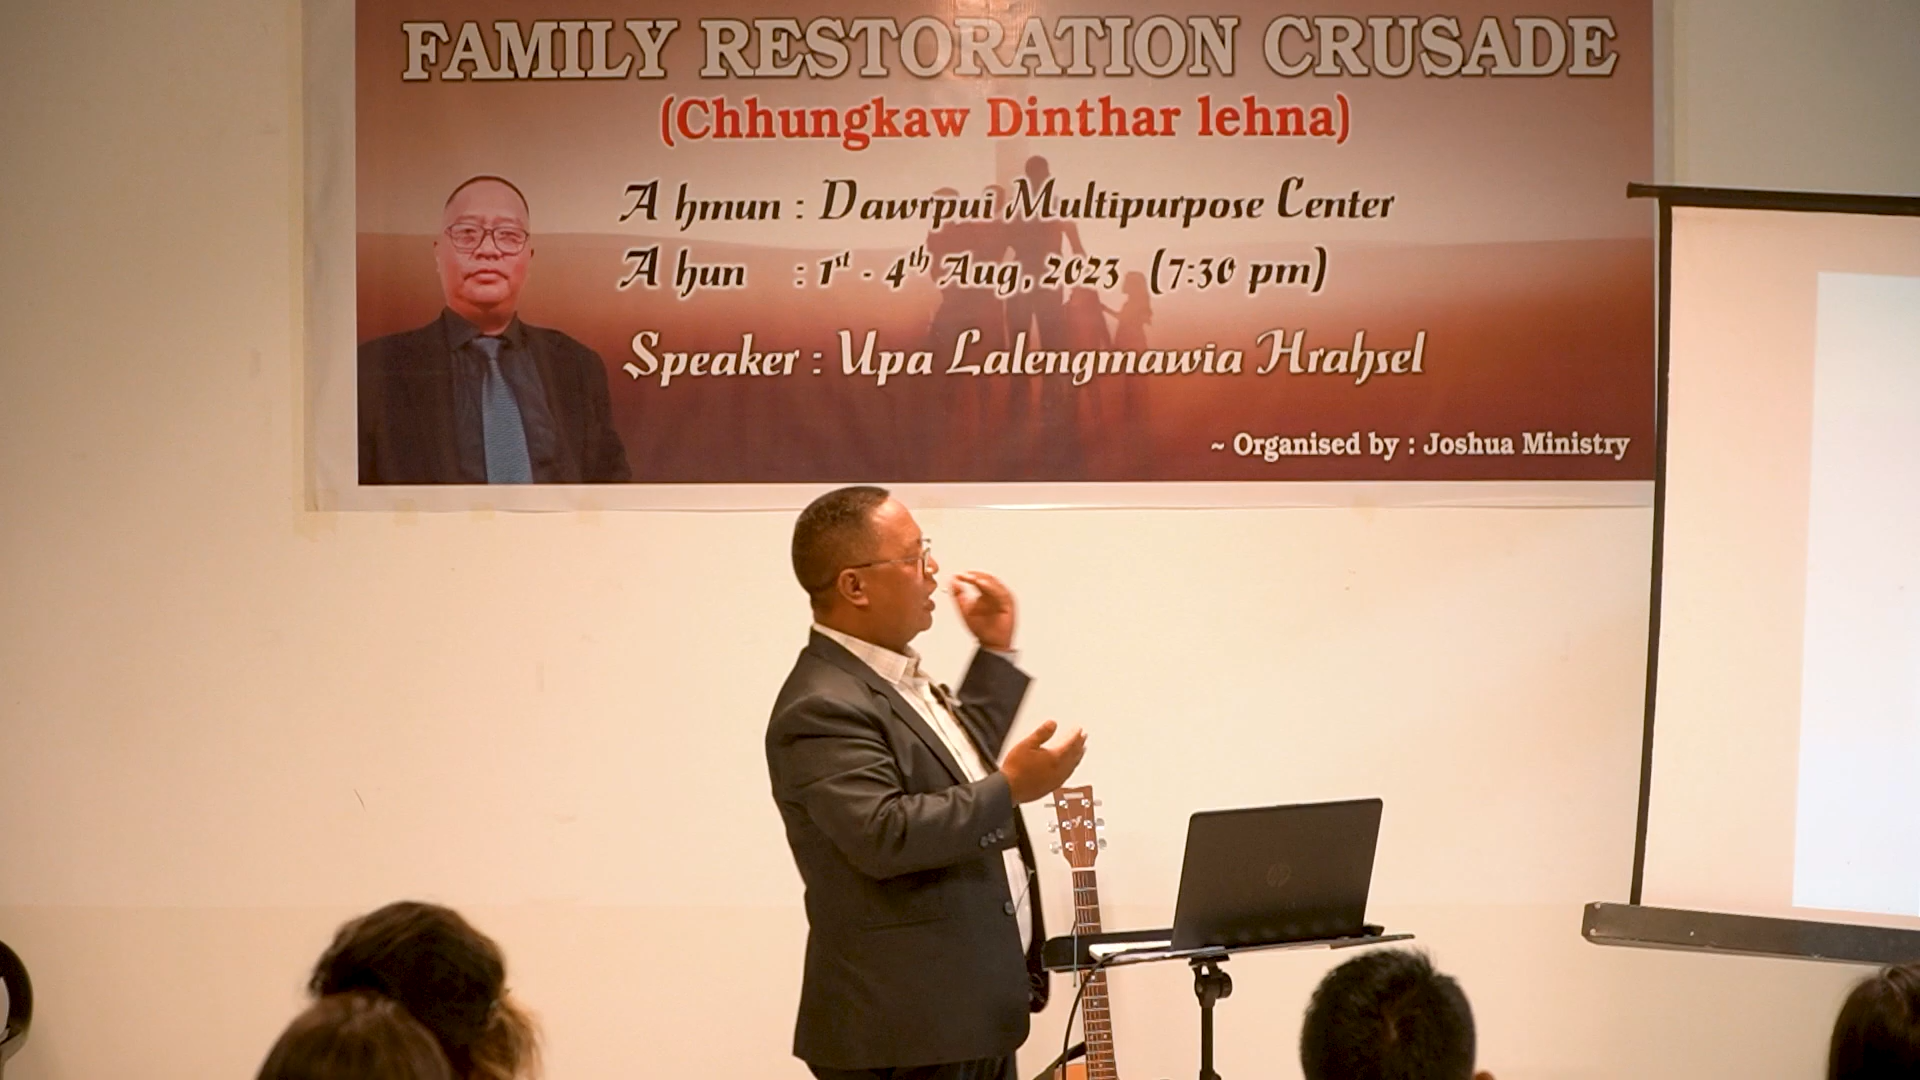 FAMILY RESTORATION CRUSADE
(Chhungkaw Dinthar lehna)
A hmun : Dawrpui Multipurpose Center
A hun : 1st - 4th Aug, 2023 (7:30 pm)
Speaker : Upa Lalengmawia Hrahsel
~ Organised by : Joshua Ministry
hp